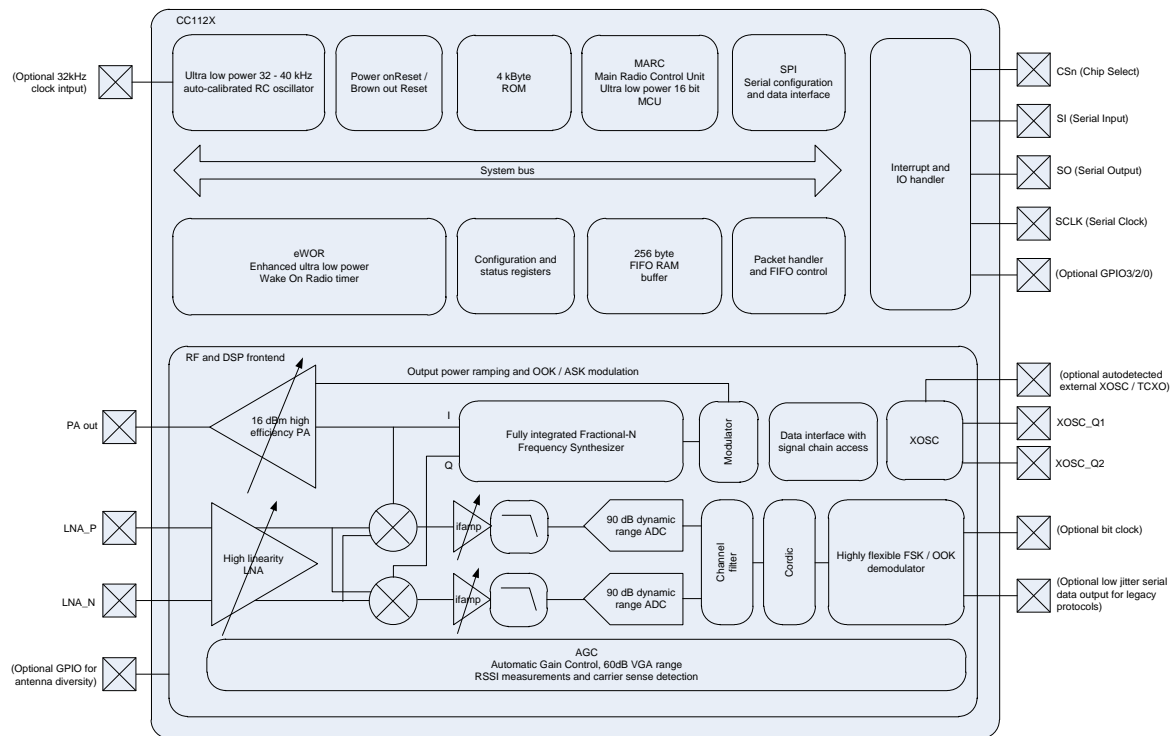 CC112X
(Optional 32kHz
clock intput)
Ultra low power 32 - 40 kHz
auto-calibrated RC oscillator
Power onReset /
Brown out Reset
4 kByte
ROM
MARC
Main Radio Control Unit
Ultra low power 16 bit
MCU
SPI
Serial configuration
and data interface
System bus
Interrupt and
IO handler
CSn (Chip Select)
SI (Serial Input)
SO (Serial Output)
SCLK (Serial Clock)
(Optional GPIO3/2/0)
eWOR
Enhanced ultra low power
Wake On Radio timer
Configuration and
status registers
256 byte
FIFO RAM
buffer
Packet handler
and FIFO control
RF and DSP frontend
Output power ramping and OOK / ASK modulation
PA out
16 dBm high
efficiency PA
I
Q
Fully integrated Fractional-N
Frequency Synthesizer
Modulator
Data interface with
signal chain access
XOSC
(optional autodetected
external XOSC / TCXO)
XOSC_Q1
XOSC_Q2
LNA_P
LNA_N
High linearity
LNA
ifamp
90 dB dynamic
range ADC
ifamp
90 dB dynamic
range ADC
Channel
filter
Cordic
Highly flexible FSK / OOK
demodulator
(Optional bit clock)
(Optional low jitter serial
data output for legacy
protocols)
(Optional GPIO for
antenna diversity)
AGC
Automatic Gain Control, 60dB VGA range
RSSI measurements and carrier sense detection